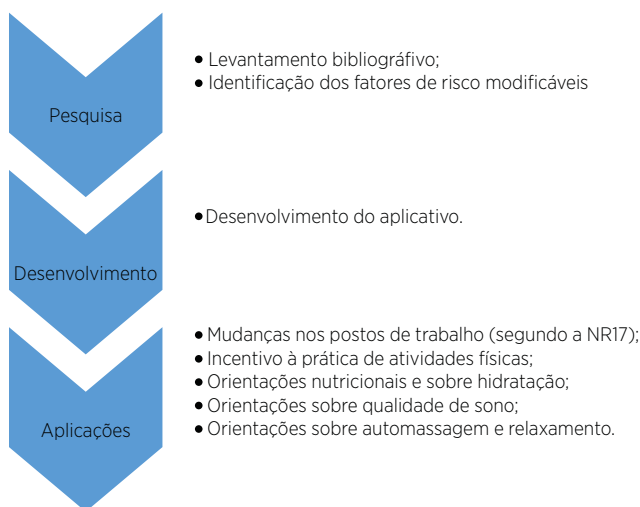 Pesquisa
• Levantamento bibliográfivo;
• Identificação dos fatores de risco modificáveis
Desenvolvimento
• Desenvolvimento do aplicativo.
Aplicações
• Mudanças nos postos de trabalho (segundo a NR17);
• Incentivo à prática de atividades físicas;
• Orientações nutricionais e sobre hidratação;
• Orientações sobre qualidade de sono;
• Orientações sobre automassagem e relaxamento.